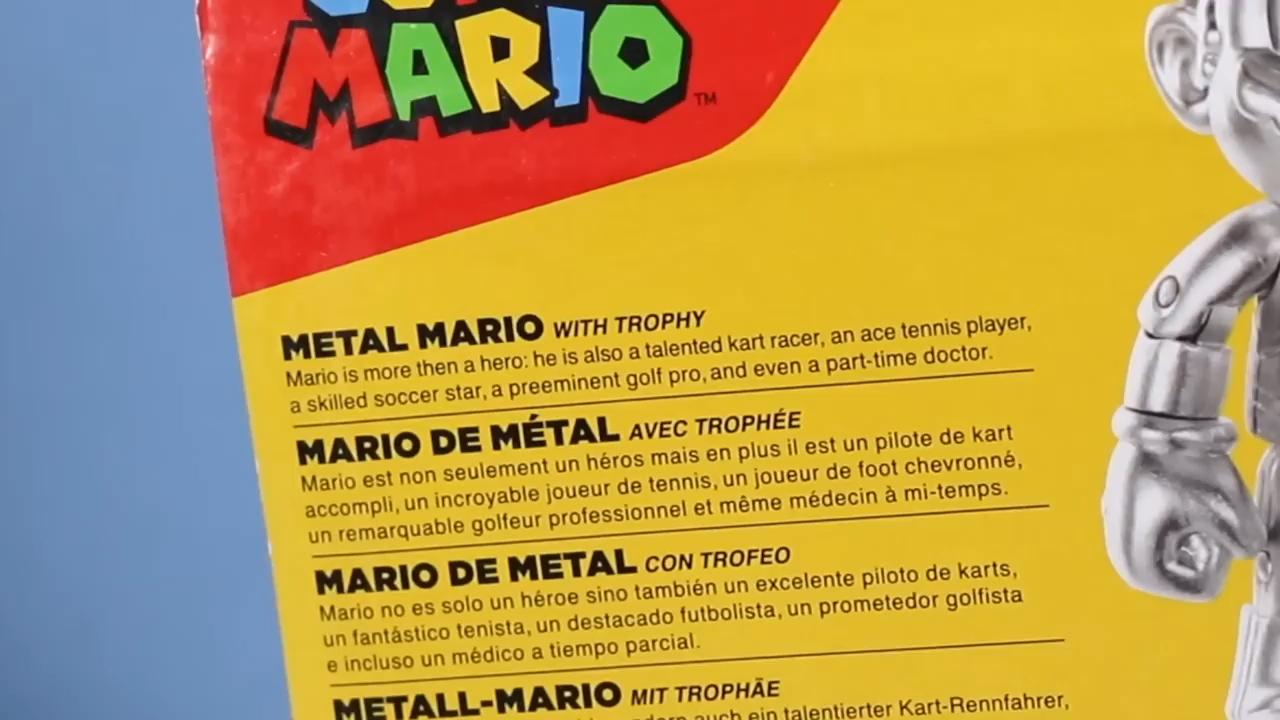 MARIO™
METAL MARIO WITH TROPHY
Mario is more then a hero: he is also a talented kart racer, an ace tennis player,
a skilled soccer star, a preeminent golf pro, and even a part-time doctor.
MARIO DE MÉTAL AVEC TROPHÉE
Mario est non seulement un héros mais en plus il est un pilote de kart
accompli, un incroyable joueur de tennis, un joueur de foot chevronné,
un remarquable golfeur professionnel et même médecin à mi-temps.
MARIO DE METAL CON TROFEO
Mario no es solo un héroe sino también un excelente piloto de karts,
un fantástico tenista, un destacado futbolista, un prometedor golfista
e incluso un médico a tiempo parcial.
METALL-MARIO MIT TROPHÄE
auch ein talentierter Kart-Rennfahrer,